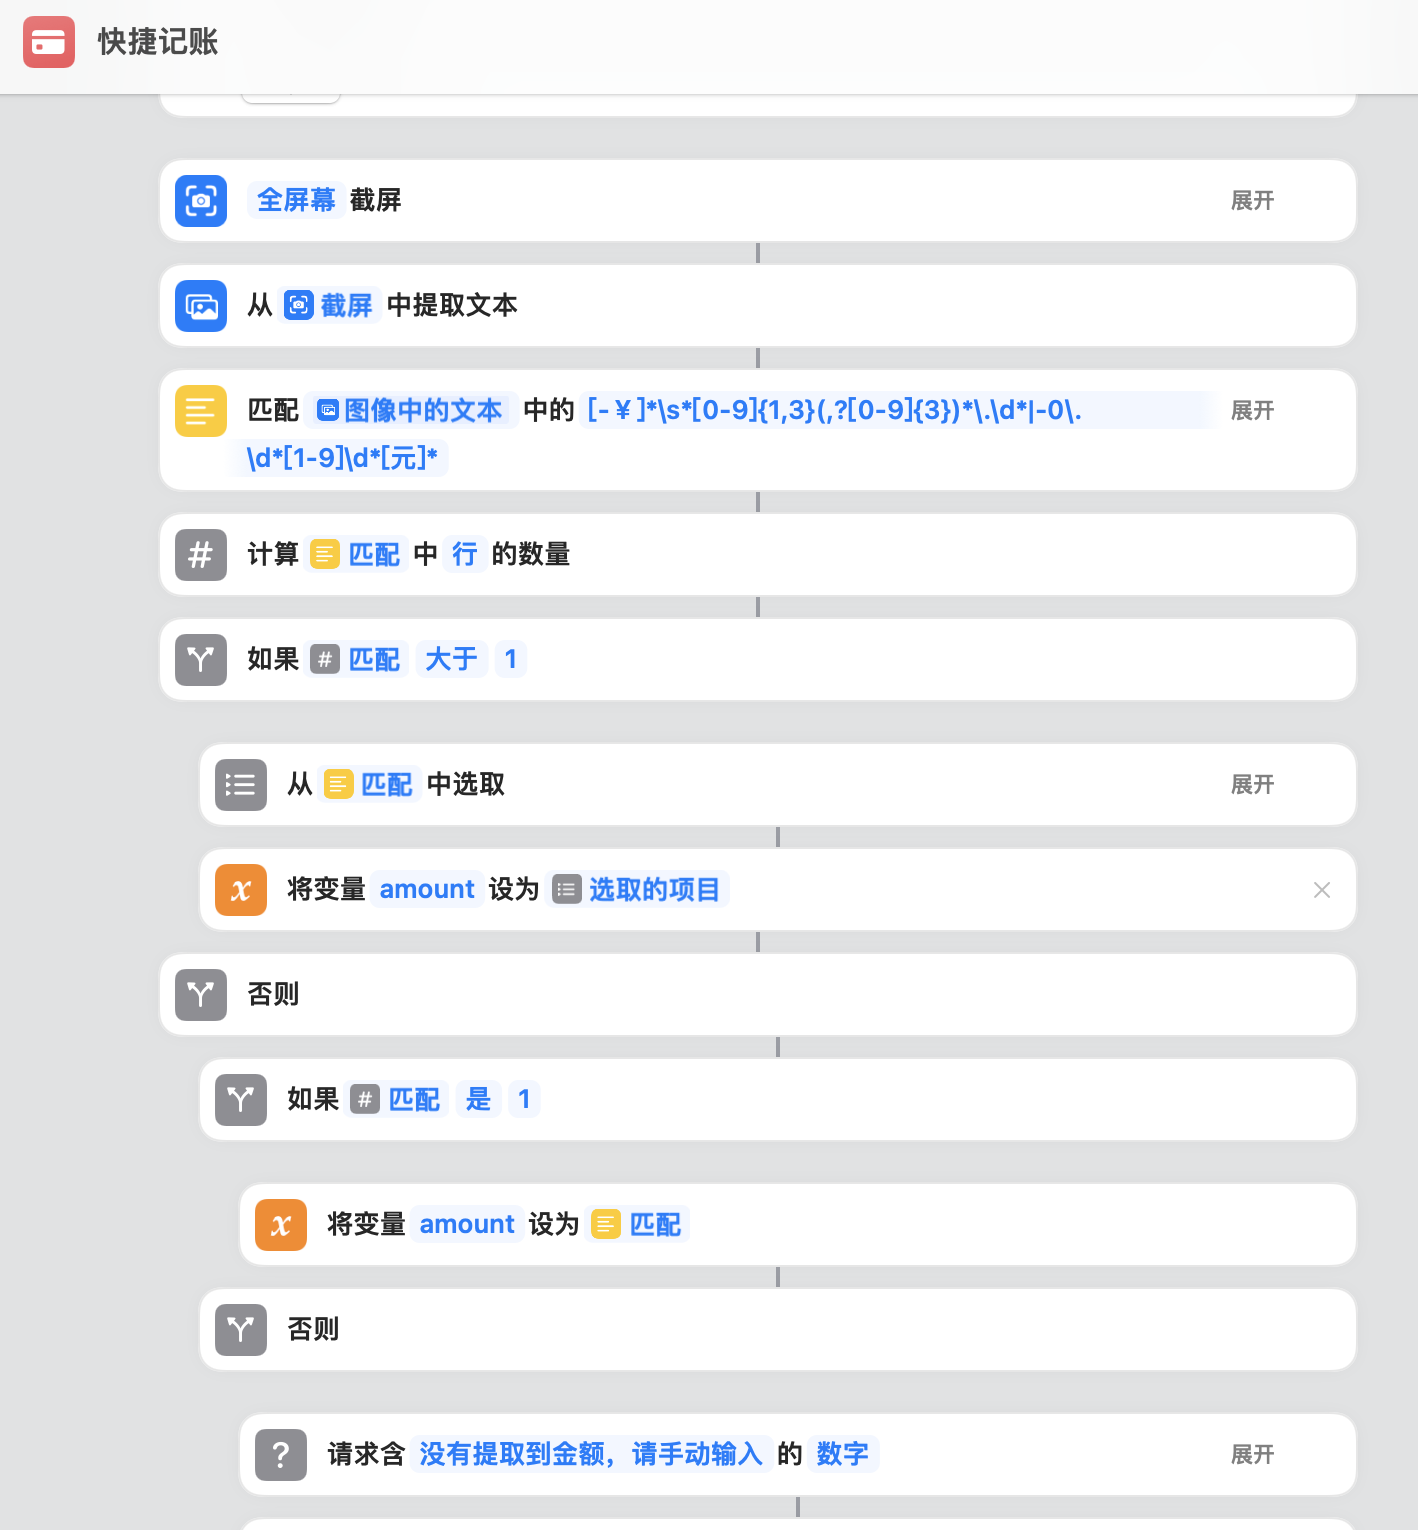 快捷记账
全屏幕 截屏 展开
从 截屏 中提取文本
匹配 图像中的文本 中的 [-￥]*\s*[0-9]{1,3}(,?[0-9]{3})*\.\d*|-0\. 展开
\d*[1-9]\d*[元]*
计算 匹配 中 行 的数量
如果 匹配 大于 1
从 匹配 中选取 展开
将变量 amount 设为 选取的项目
否则
如果 匹配 是 1
将变量 amount 设为 匹配
否则
请求含 没有提取到金额，请手动输入 的 数字 展开